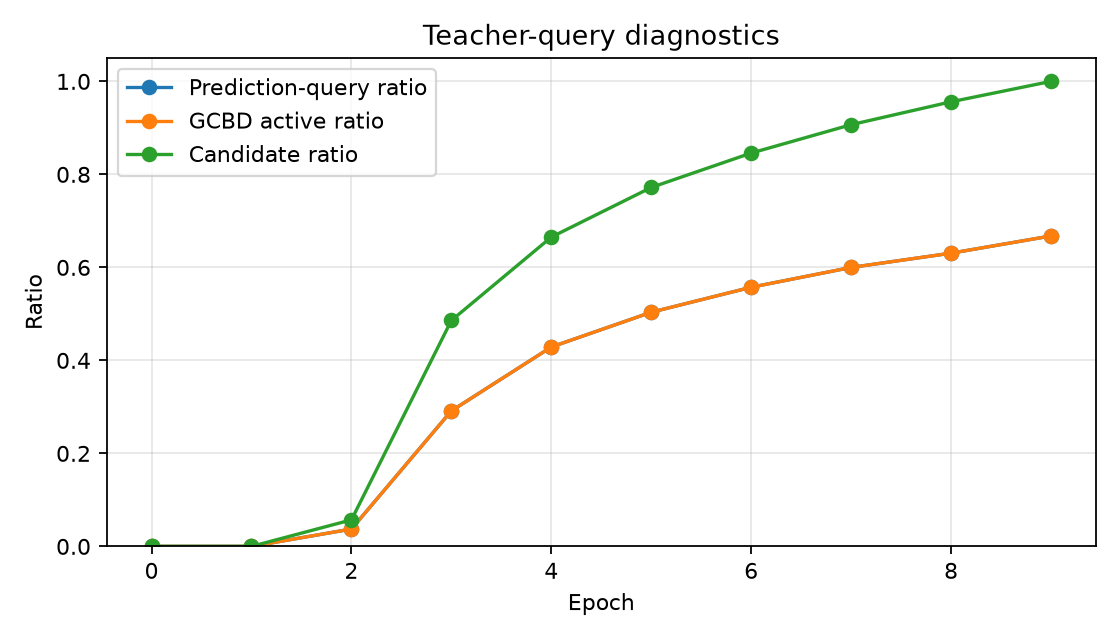 Teacher-query diagnostics
Prediction-query ratio
GCBD active ratio
Candidate ratio
1.0
0.8
0.6
0.4
0.2
0.0
Ratio
0 2 4 6 8
Epoch